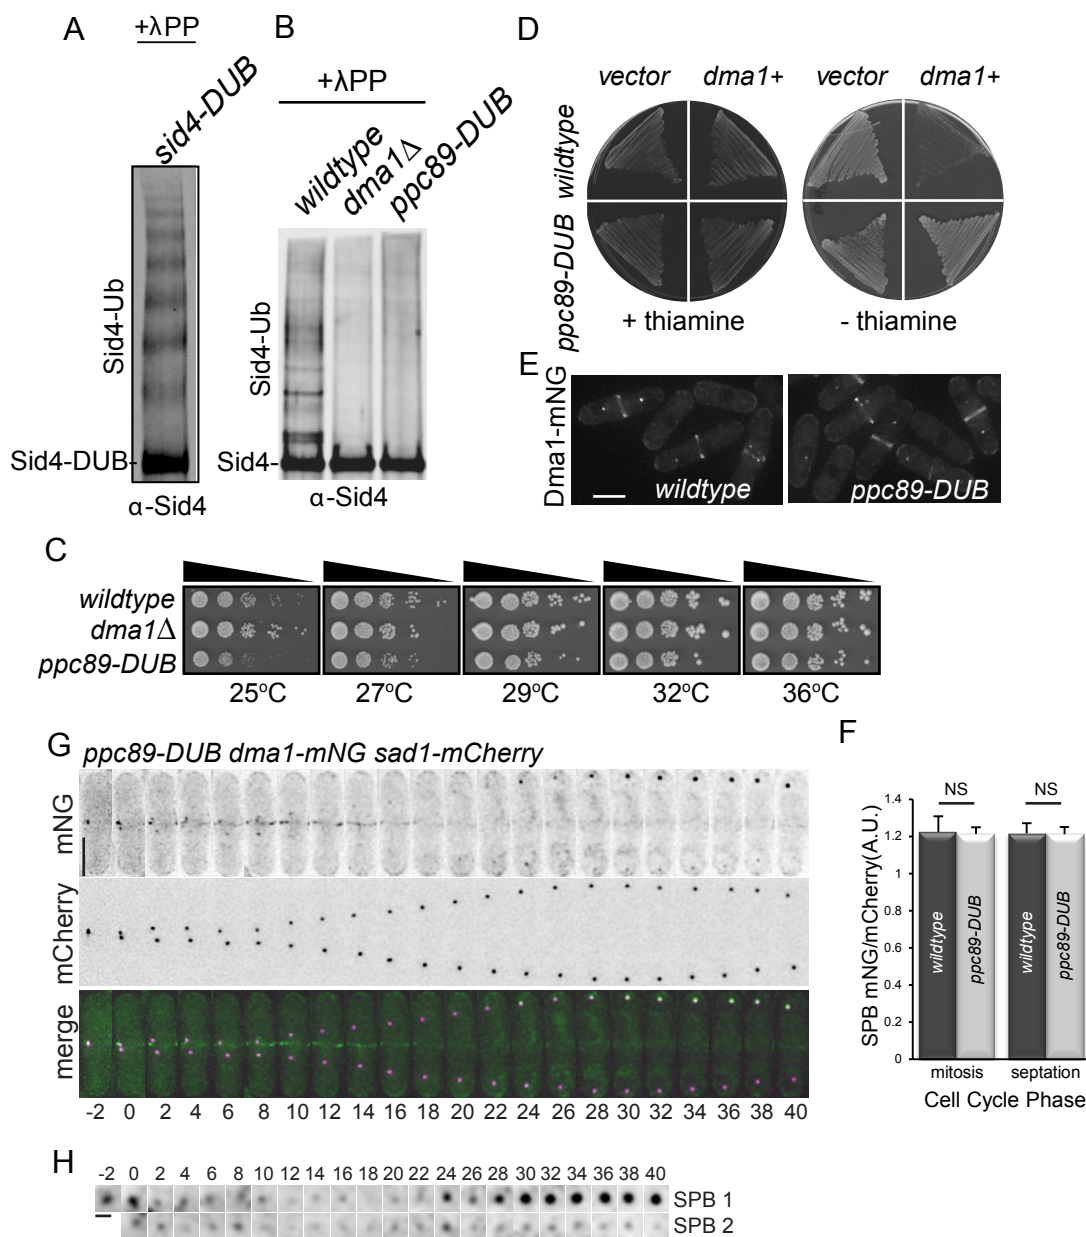 A
+λPP
sid4-DUB
Sid4-Ub
Sid4-DUB-
α-Sid4
B
+λPP
wildtype
dma1Δ
ppc89-DUB
Sid4-Ub
Sid4-
α-Sid4
D
vector dma1+ vector dma1+
wildtype
ppc89-DUB
+ thiamine - thiamine
E
Dma1-mNG
wildtype ppc89-DUB
C
wildtype
dma1Δ
ppc89-DUB
25°C 27°C 29°C 32°C 36°C
G ppc89-DUB dma1-mNG sad1-mCherry
mNG
mCherry
merge
-2 0 2 4 6 8 10 12 14 16 18 20 22 24 26 28 30 32 34 36 38 40
F
NS NS
SPB mNG/mCherry(A.U.)
1.4
1.2
1
0.8
0.6
0.4
0.2
0
wildtype
ppc89-DUB
wildtype
ppc89-DUB
mitosis septation
Cell Cycle Phase
H
-2 0 2 4 6 8 10 12 14 16 18 20 22 24 26 28 30 32 34 36 38 40
SPB 1
SPB 2